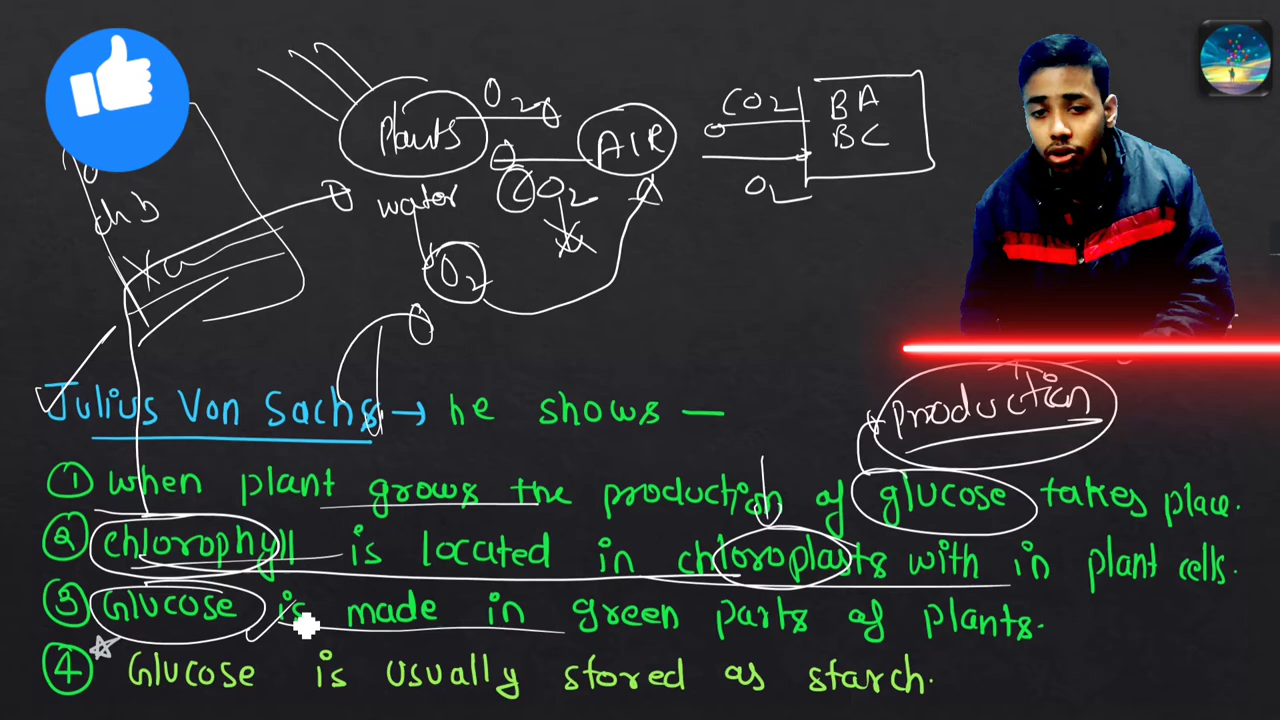 Plants O2 AIR CO2 BA
BC
CO2 O2
water
O2
Julius Von Sachs → he shows —
production
① when plant grows the production of glucose takes place.
② chlorophyll is located in chloroplasts with in plant cells.
③ Glucose is made in green parts of plants.
④ Glucose is usually stored as starch.